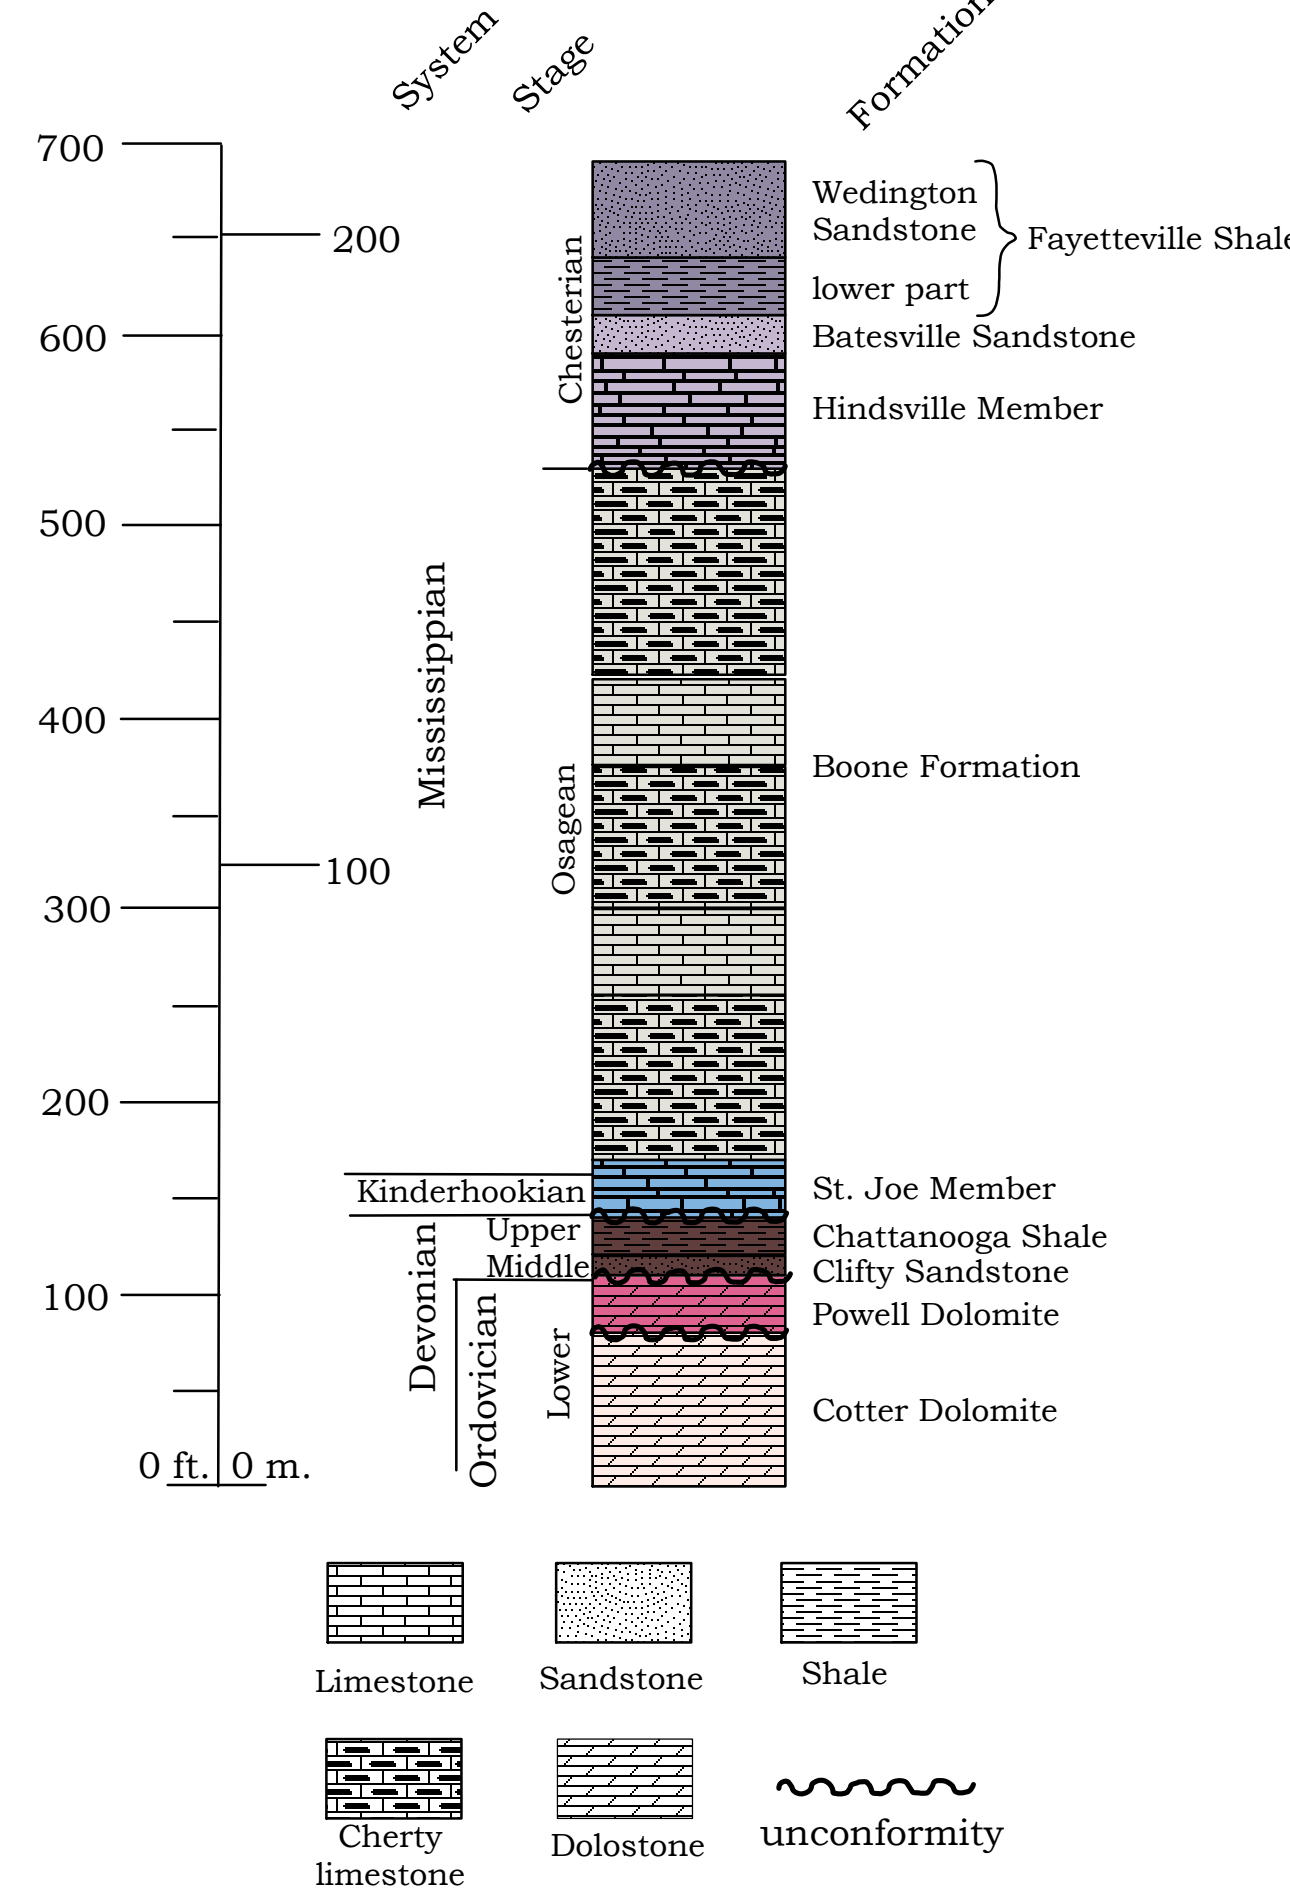 System
Stage
Formation
700
200
600
500
400
100
300
200
100
0 ft.
0 m.
Mississippian
Devonian
Ordovician
Chesterian
Osagean
Kinderhookian
Upper
Middle
Lower
Wedington
Sandstone
lower part
Fayetteville Shale
Batesville Sandstone
Hindsville Member
Boone Formation
St. Joe Member
Chattanooga Shale
Clifty Sandstone
Powell Dolomite
Cotter Dolomite
Limestone
Sandstone
Shale
Cherty
limestone
Dolostone
unconformity